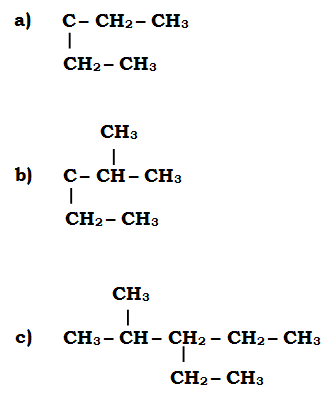 a) C – CH₂ – CH₃
|
CH₂ – CH₃
CH₃
|
b) C – CH – CH₃
|
CH₂ – CH₃
CH₃
|
c) CH₃ – CH – CH₂ – CH₂ – CH₃
|
CH₂ – CH₃